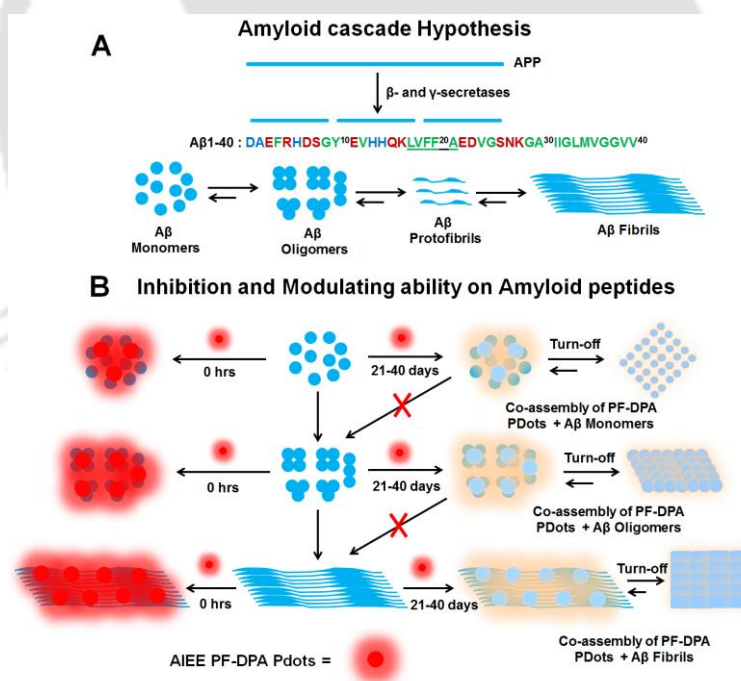 A
Amyloid cascade Hypothesis
APP
β- and γ-secretases
Aβ1-40 : DAEFRHDSGY¹⁰EVHHQKLVFF²⁰AEDVGSNKGA³⁰IIGLMVGGVV⁴⁰
Aβ
Monomers
Aβ
Oligomers
Aβ
Protofibrils
Aβ Fibrils
B
Inhibition and Modulating ability on Amyloid peptides
0 hrs
21-40 days
Turn-off
Co-assembly of PF-DPA
PDots + Aβ Monomers
0 hrs
21-40 days
Turn-off
Co-assembly of PF-DPA
PDots + Aβ Oligomers
0 hrs
21-40 days
Turn-off
Co-assembly of PF-DPA
PDots + Aβ Fibrils
AIEE PF-DPA Pdots =